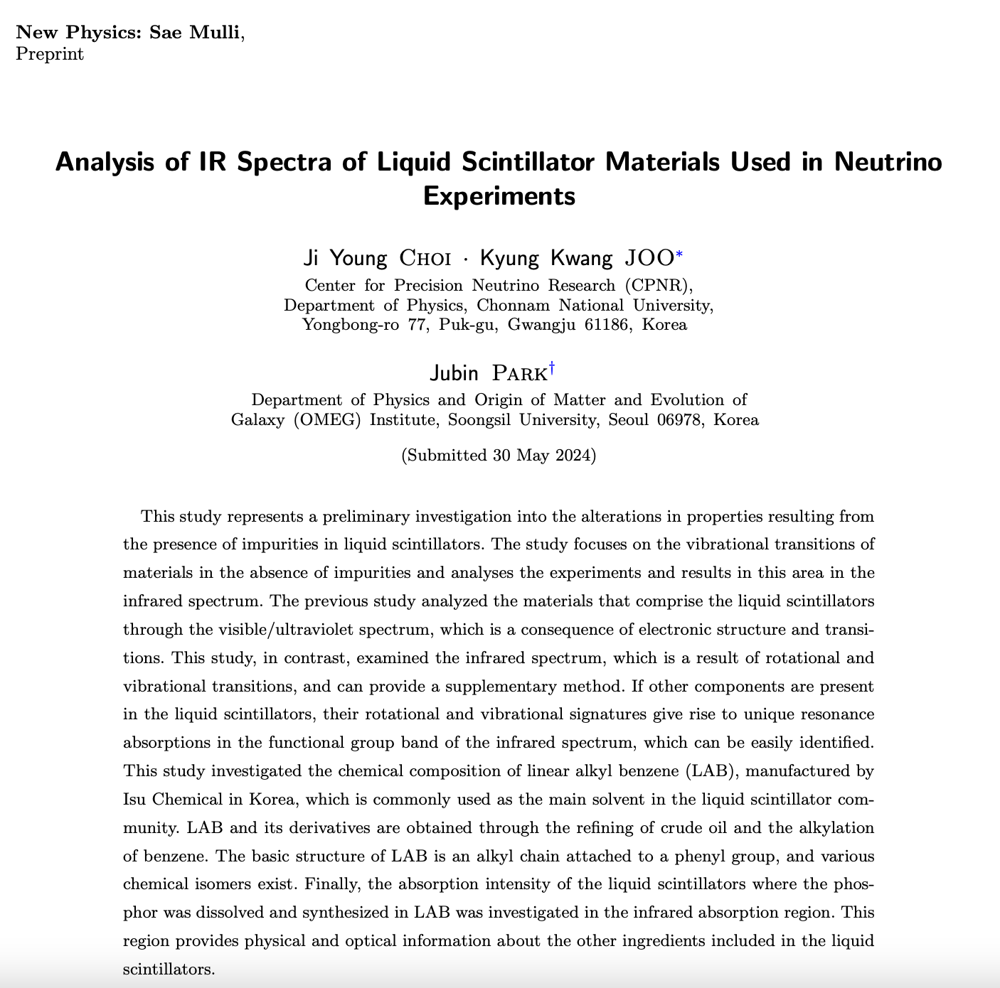 New Physics: Sae Mulli,
Preprint
Analysis of IR Spectra of Liquid Scintillator Materials Used in Neutrino
Experiments
Ji Young CHOI · Kyung Kwang JOO*
Center for Precision Neutrino Research (CPNR),
Department of Physics, Chonnam National University,
Yongbong-ro 77, Puk-gu, Gwangju 61186, Korea
Jubin PARK†
Department of Physics and Origin of Matter and Evolution of
Galaxy (OMEG) Institute, Soongsil University, Seoul 06978, Korea
(Submitted 30 May 2024)
This study represents a preliminary investigation into the alterations in properties resulting from
the presence of impurities in liquid scintillators. The study focuses on the vibrational transitions of
materials in the absence of impurities and analyses the experiments and results in this area in the
infrared spectrum. The previous study analyzed the materials that comprise the liquid scintillators
through the visible/ultraviolet spectrum, which is a consequence of electronic structure and transi-
tions. This study, in contrast, examined the infrared spectrum, which is a result of rotational and
vibrational transitions, and can provide a supplementary method. If other components are present
in the liquid scintillators, their rotational and vibrational signatures give rise to unique resonance
absorptions in the functional group band of the infrared spectrum, which can be easily identified.
This study investigated the chemical composition of linear alkyl benzene (LAB), manufactured by
Isu Chemical in Korea, which is commonly used as the main solvent in the liquid scintillator com-
munity. LAB and its derivatives are obtained through the refining of crude oil and the alkylation
of benzene. The basic structure of LAB is an alkyl chain attached to a phenyl group, and various
chemical isomers exist. Finally, the absorption intensity of the liquid scintillators where the phos-
phor was dissolved and synthesized in LAB was investigated in the infrared absorption region. This
region provides physical and optical information about the other ingredients included in the liquid
scintillators.